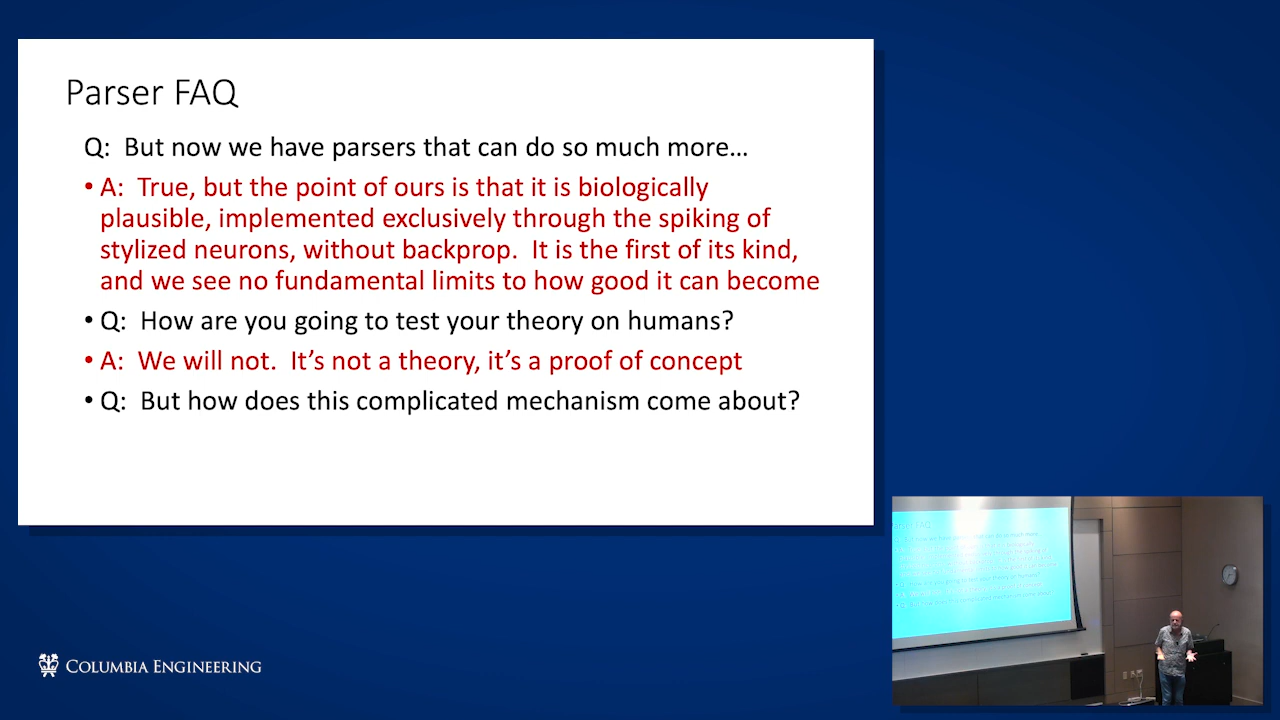 Parser FAQ
Q: But now we have parsers that can do so much more…
• A: True, but the point of ours is that it is biologically
plausible, implemented exclusively through the spiking of
stylized neurons, without backprop. It is the first of its kind,
and we see no fundamental limits to how good it can become
• Q: How are you going to test your theory on humans?
• A: We will not. It's not a theory, it's a proof of concept
• Q: But how does this complicated mechanism come about?
COLUMBIA ENGINEERING